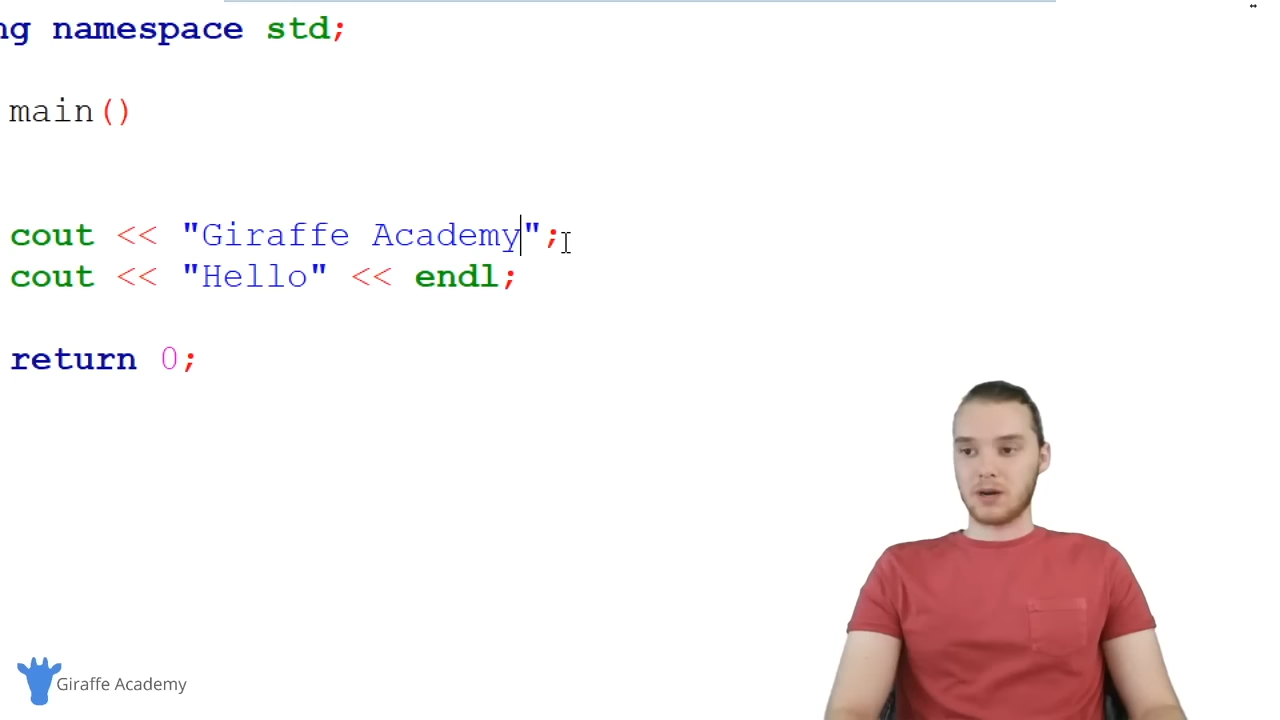 ng namespace std;
main()
cout << "Giraffe Academy";
cout << "Hello" << endl;
return 0;
Giraffe Academy